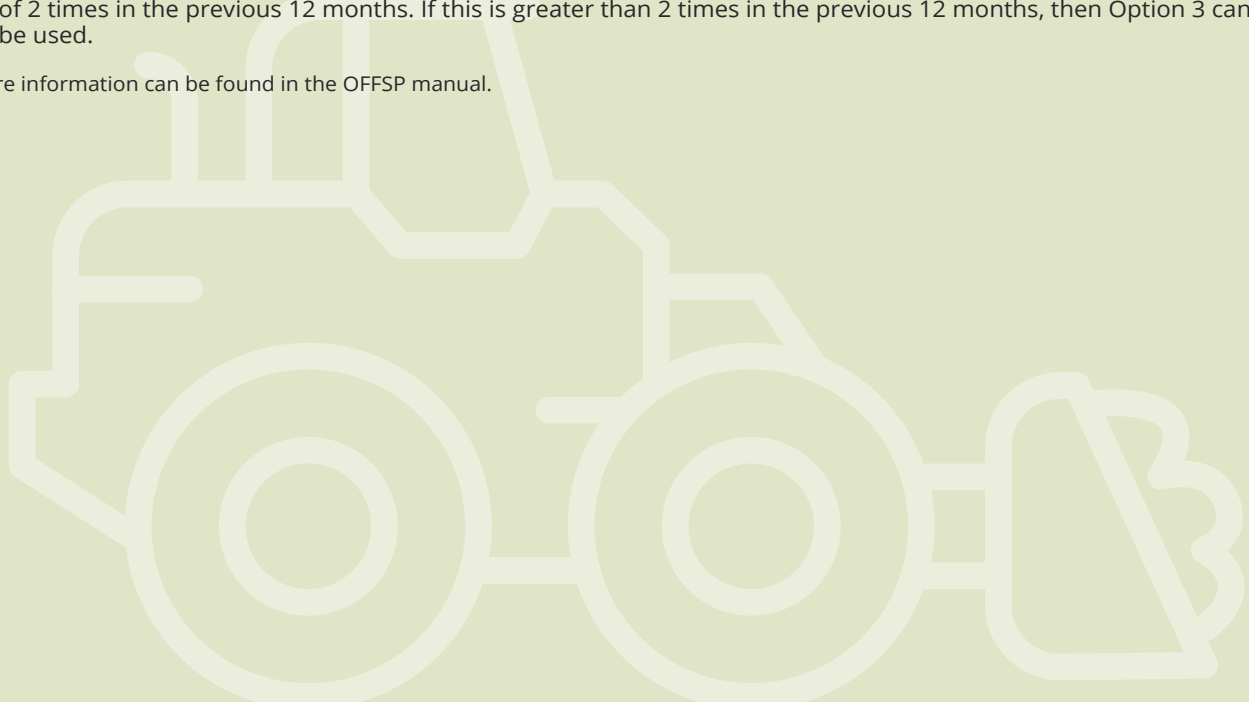 of 2 times in the previous 12 months. If this is greater than 2 times in the previous 12 months, then Option 3 can
be used.
re information can be found in the OFFSP manual.